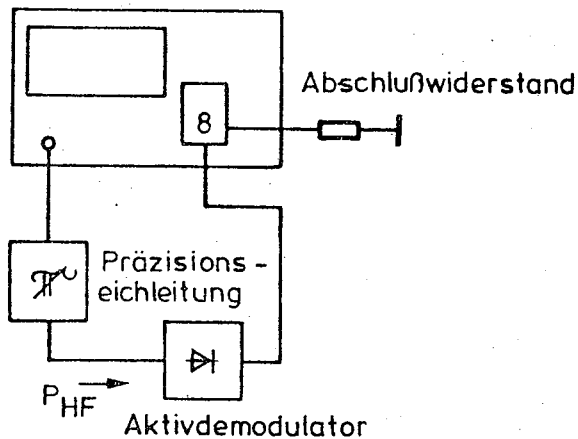 Abschlußwiderstand
8
Präzisions-
eichleitung
P_HF
Aktivdemodulator